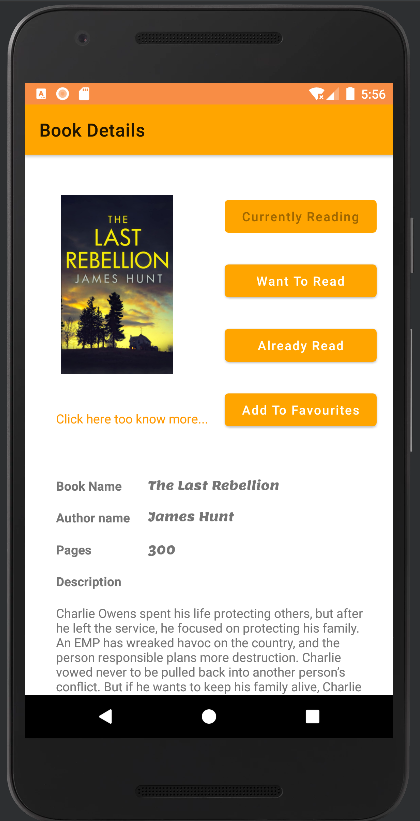 5:56
Book Details
THE
LAST
REBELLION
JAMES HUNT
Currently Reading
Want To Read
Already Read
Add To Favourites
Click here too know more...
Book Name The Last Rebellion
Author name James Hunt
Pages 300
Description
Charlie Owens spent his life protecting others, but after
he left the service, he focused on protecting his family.
An EMP has wreaked havoc on the country, and the
person responsible plans more destruction. Charlie
vowed never to be pulled back into another person's
conflict. But if he wants to keep his family alive, Charlie